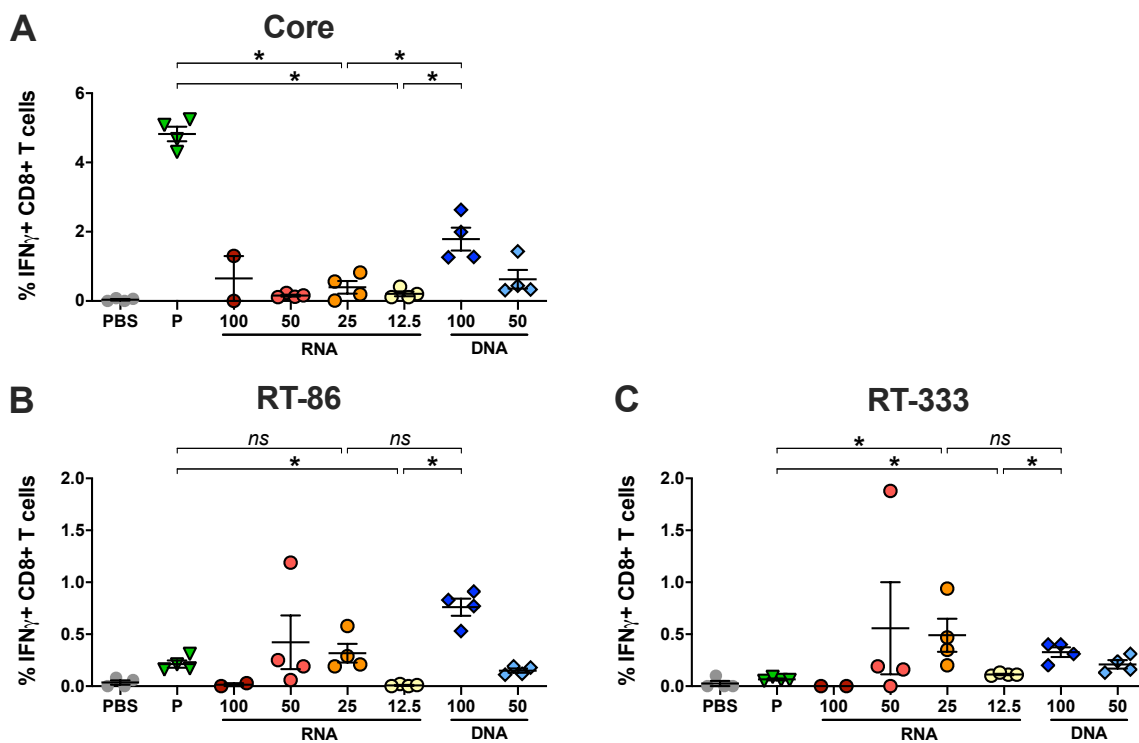 A
Core
* *
* *
% IFNγ+ CD8+ T cells
6
4
2
0
PBS P 100 50 25 12.5 100 50
RNA DNA
B
RT-86
ns ns
* *
% IFNγ+ CD8+ T cells
2.0
1.5
1.0
0.5
0.0
PBS P 100 50 25 12.5 100 50
RNA DNA
C
RT-333
* ns
* *
% IFNγ+ CD8+ T cells
2.0
1.5
1.0
0.5
0.0
PBS P 100 50 25 12.5 100 50
RNA DNA